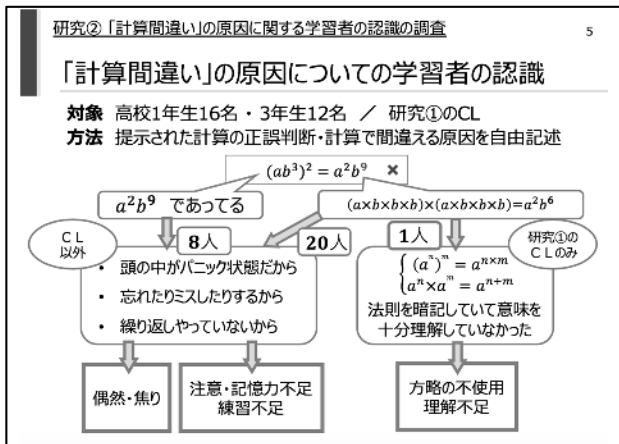 研究②「計算間違い」の原因に関する学習者の認識の調査
5
「計算間違い」の原因についての学習者の認識
対象 高校1年生16名・3年生12名 / 研究①のCL
方法 提示された計算の正誤判断・計算で間違える原因を自由記述
(ab³)² = a²b⁹ ×
a²b⁹ であってる
(a×b×b×b)×(a×b×b×b)=a²b⁶
CL
以外
8人
20人
1人
研究①の
CLのみ
• 頭の中がパニック状態だから
• 忘れたりミスしたりするから
• 繰り返しやっていないから
(aⁿ)ᵐ = aⁿ×ᵐ
aⁿ×aᵐ = aⁿ⁺ᵐ
法則を暗記していて意味を
十分理解していなかった
偶然・焦り
注意・記憶力不足
練習不足
方略の不使用
理解不足